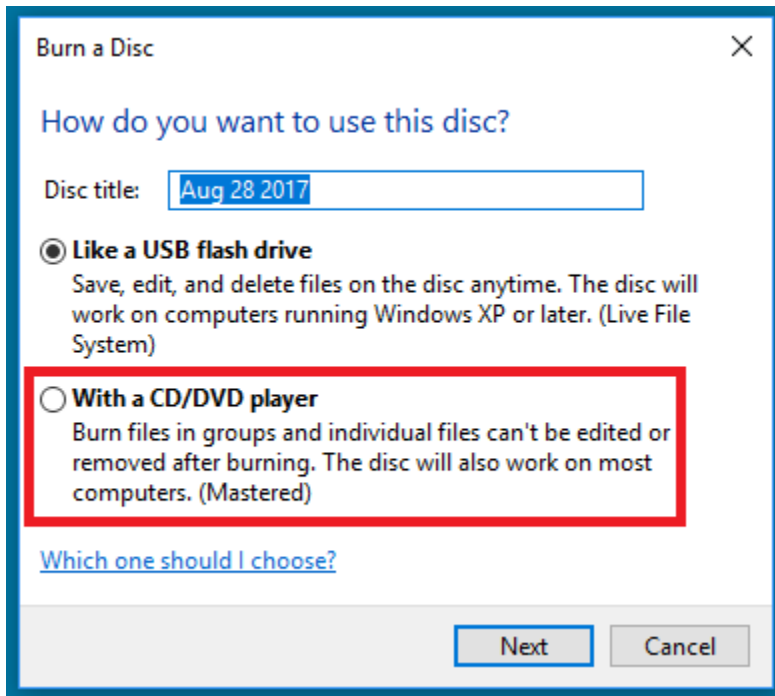 Burn a Disc
How do you want to use this disc?
Disc title: Aug 28 2017
Like a USB flash drive
Save, edit, and delete files on the disc anytime. The disc will
work on computers running Windows XP or later. (Live File
System)
With a CD/DVD player
Burn files in groups and individual files can't be edited or
removed after burning. The disc will also work on most
computers. (Mastered)
Which one should I choose?
Next Cancel